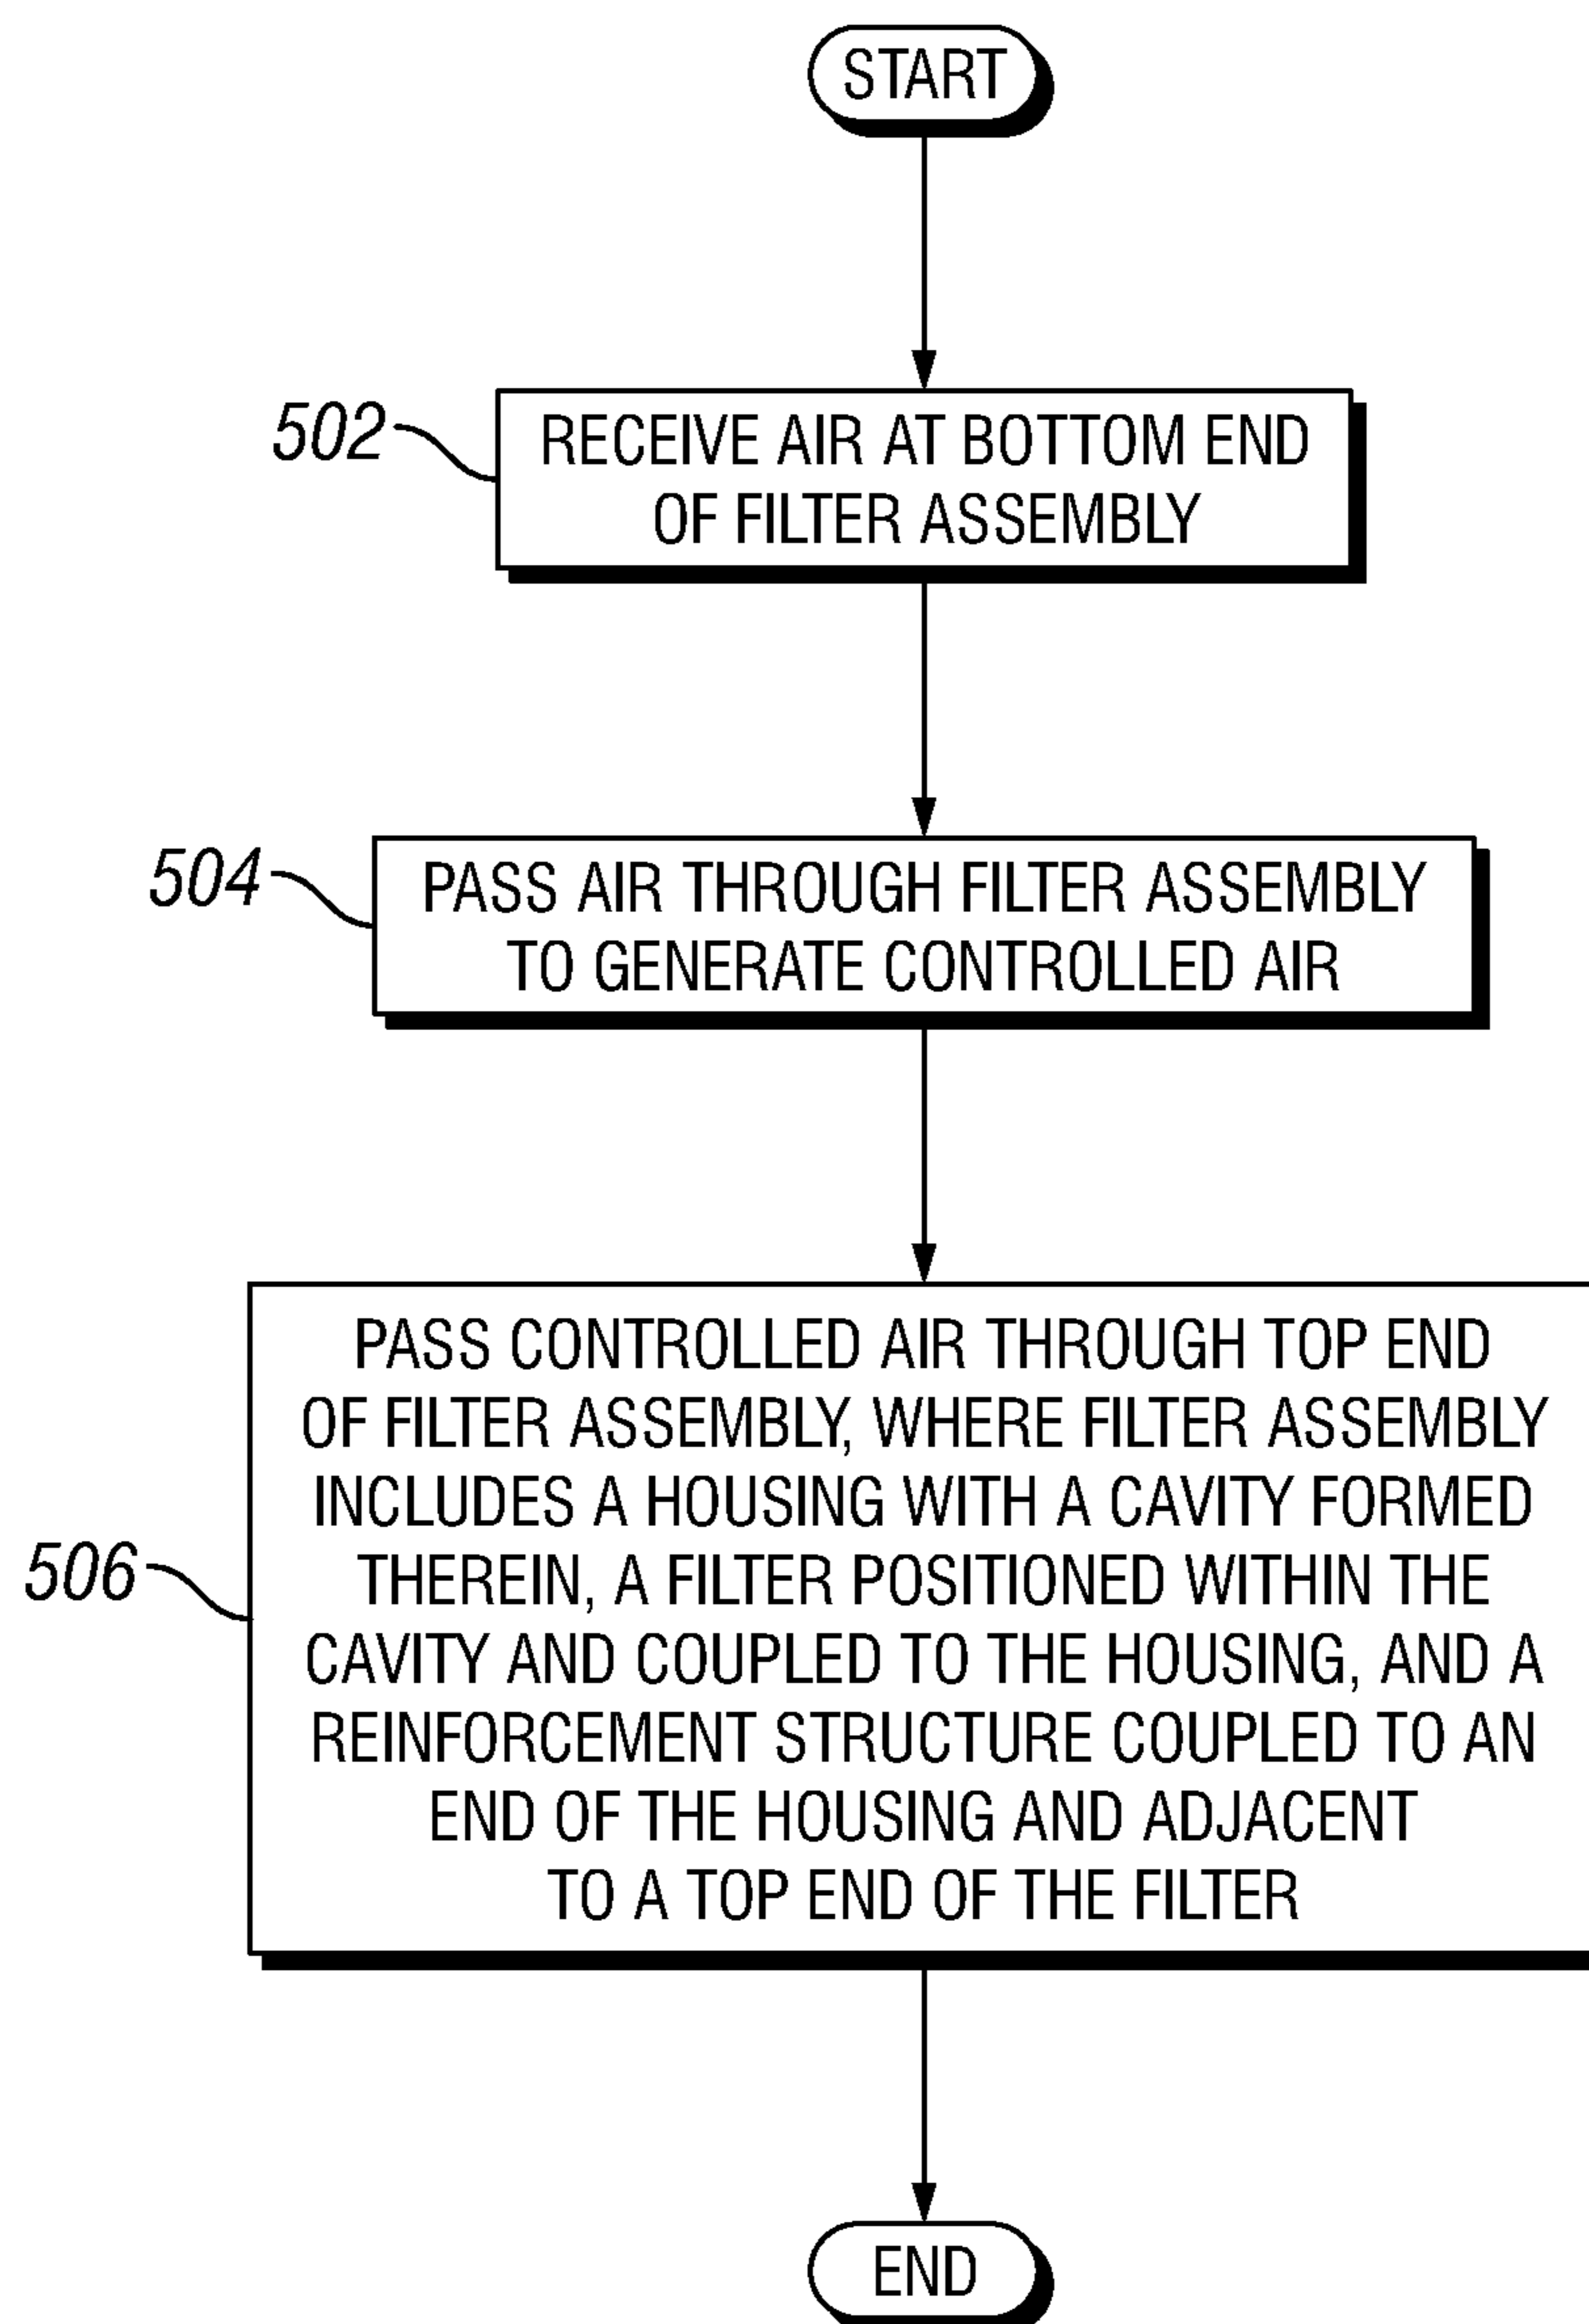 START
502
RECEIVE AIR AT BOTTOM END
OF FILTER ASSEMBLY
504
PASS AIR THROUGH FILTER ASSEMBLY
TO GENERATE CONTROLLED AIR
506
PASS CONTROLLED AIR THROUGH TOP END
OF FILTER ASSEMBLY, WHERE FILTER ASSEMBLY
INCLUDES A HOUSING WITH A CAVITY FORMED
THEREIN, A FILTER POSITIONED WITHIN THE
CAVITY AND COUPLED TO THE HOUSING, AND A
REINFORCEMENT STRUCTURE COUPLED TO AN
END OF THE HOUSING AND ADJACENT
TO A TOP END OF THE FILTER
END